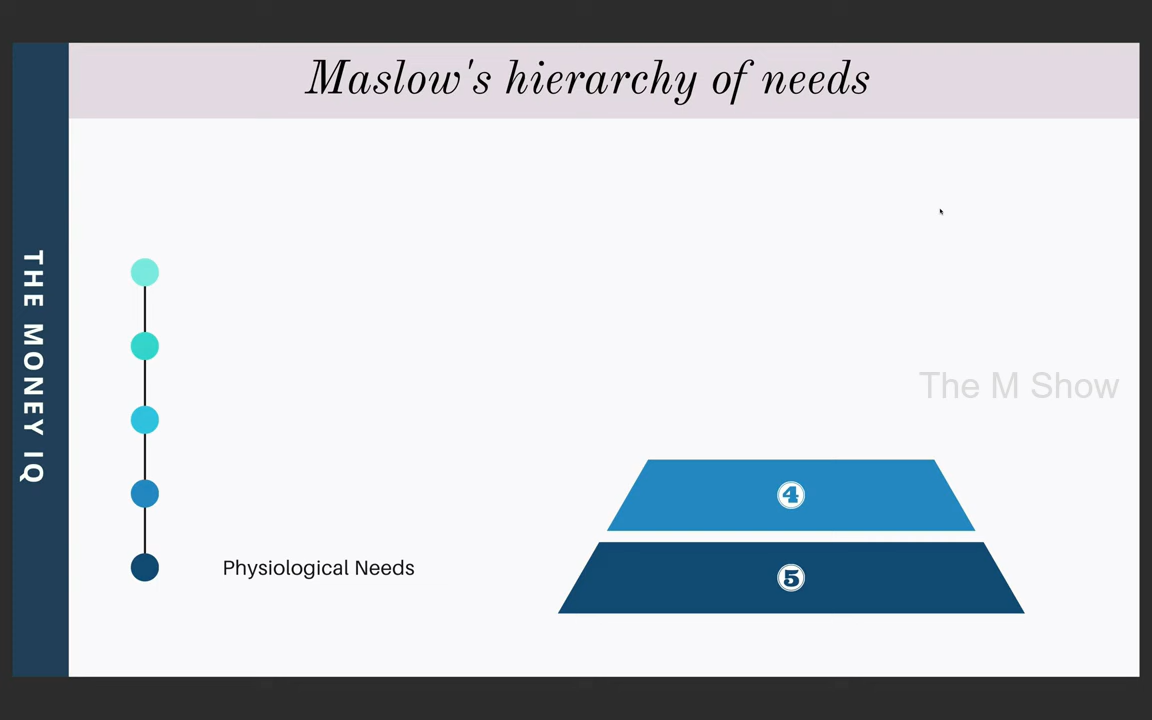 Maslow's hierarchy of needs
THE MONEY IQ
The M Show
4
Physiological Needs
5